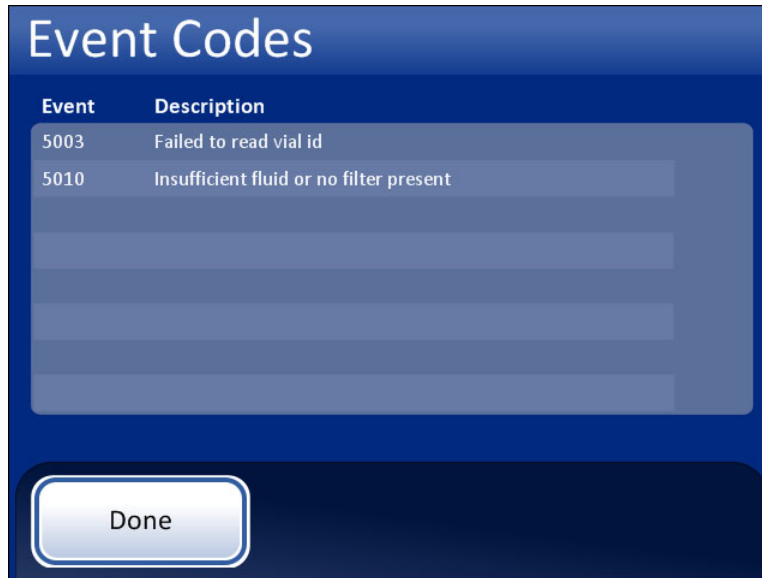 Event Codes
Event Description
5003 Failed to read vial id
5010 Insufficient fluid or no filter present
Done